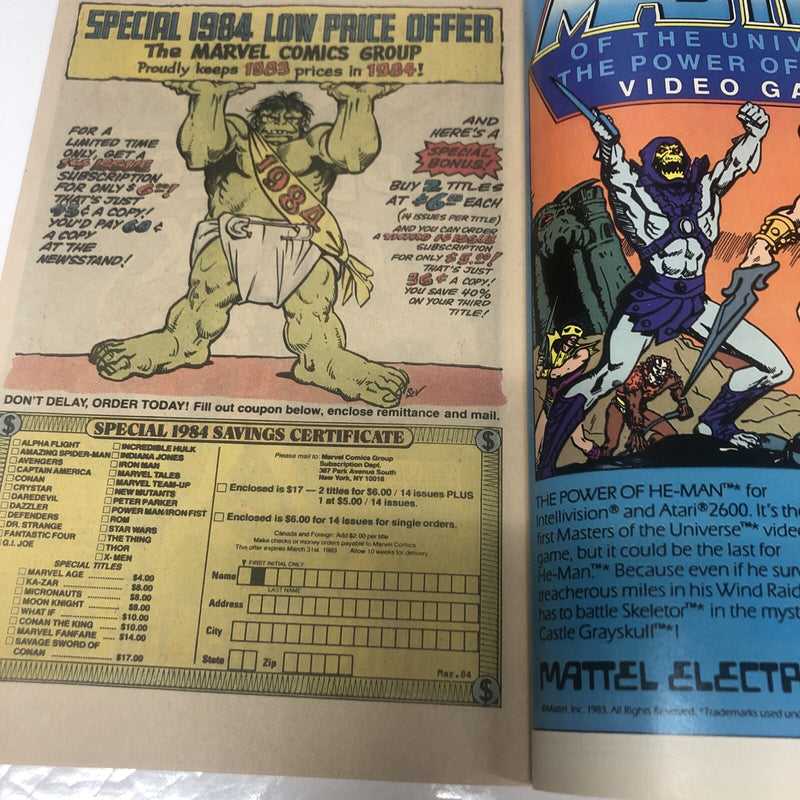 SPECIAL 1984 LOW PRICE OFFER
The MARVEL COMICS GROUP
Proudly keeps 1983 prices in 1984!
FOR A
LIMITED TIME
ONLY, GET A
14 ISSUE
SUBSCRIPTION
FOR ONLY $6.00!
THAT'S JUST
43¢ A COPY!
YOU'D PAY 60¢
A COPY
AT THE
NEWSSTAND!
1984
AND
HERE'S A
SPECIAL
BONUS!
BUY 2 TITLES
AT $6.00 EACH
(14 ISSUES PER TITLE)
AND YOU CAN ORDER
A THIRD 14 ISSUE
SUBSCRIPTION
FOR ONLY $5.00!
THAT'S JUST
36¢ A COPY!
YOU SAVE 40%
ON YOUR THIRD
TITLE!
SEV
DON'T DELAY, ORDER TODAY! Fill out coupon below, enclose remittance and mail.
SPECIAL 1984 SAVINGS CERTIFICATE
ALPHA FLIGHT
AMAZING SPIDER-MAN
AVENGERS
CAPTAIN AMERICA
CONAN
CRYSTAR
DAREDEVIL
DAZZLER
DEFENDERS
DR. STRANGE
FANTASTIC FOUR
G.I. JOE
INCREDIBLE HULK
INDIANA JONES
IRON MAN
MARVEL TALES
MARVEL TEAM-UP
NEW MUTANTS
PETER PARKER
POWER MAN/IRON FIST
ROM
STAR WARS
THE THING
THOR
X-MEN
SPECIAL TITLES
MARVEL AGE $4.00
KA-ZAR $8.00
MICRONAUTS $8.00
MOON KNIGHT $8.00
WHAT IF $10.00
CONAN THE KING $10.00
MARVEL FANFARE $14.00
SAVAGE SWORD OF
CONAN $17.00
Please mail to: Marvel Comics Group
Subscription Dept.
387 Park Avenue South
New York, NY 10016
Enclosed is $17 — 2 titles for $6.00 / 14 issues PLUS
1 at $5.00 / 14 issues.
Enclosed is $6.00 for 14 issues for single orders.
Canada and Foreign: Add $2.00 per title
Make checks or money orders payable to Marvel Comics
This offer expires March 31st. 1983 Allow 10 weeks for delivery
FIRST INITIAL ONLY
Name
LAST NAME
Address
City
State Zip
Mar.84
OF THE UNIV
THE POWER OF
VIDEO GA
THE POWER OF HE-MAN™* for
Intellivision® and Atari® 2600. It's the
first Masters of the Universe™* video
game, but it could be the last for
He-Man.™* Because even if he sur
treacherous miles in his Wind Raid
has to battle Skeletor™* in the myst
Castle Grayskull™*!
MATTEL ELECTR
©Mattel, Inc. 1983. All Rights Reserved. *Trademarks used un